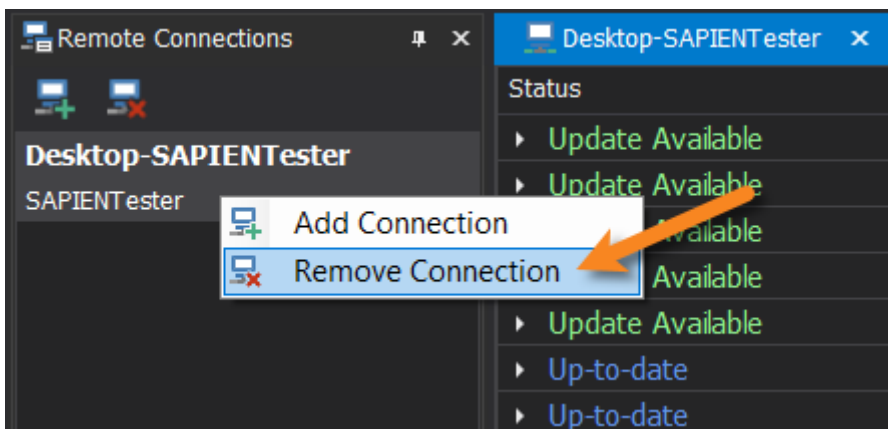 Remote Connections
Desktop-SAPIENTester
SAPIENTester
Add Connection
Remove Connection
Desktop-SAPIENTester
Status
Update Available
Update Available
Available
Available
Update Available
Up-to-date
Up-to-date